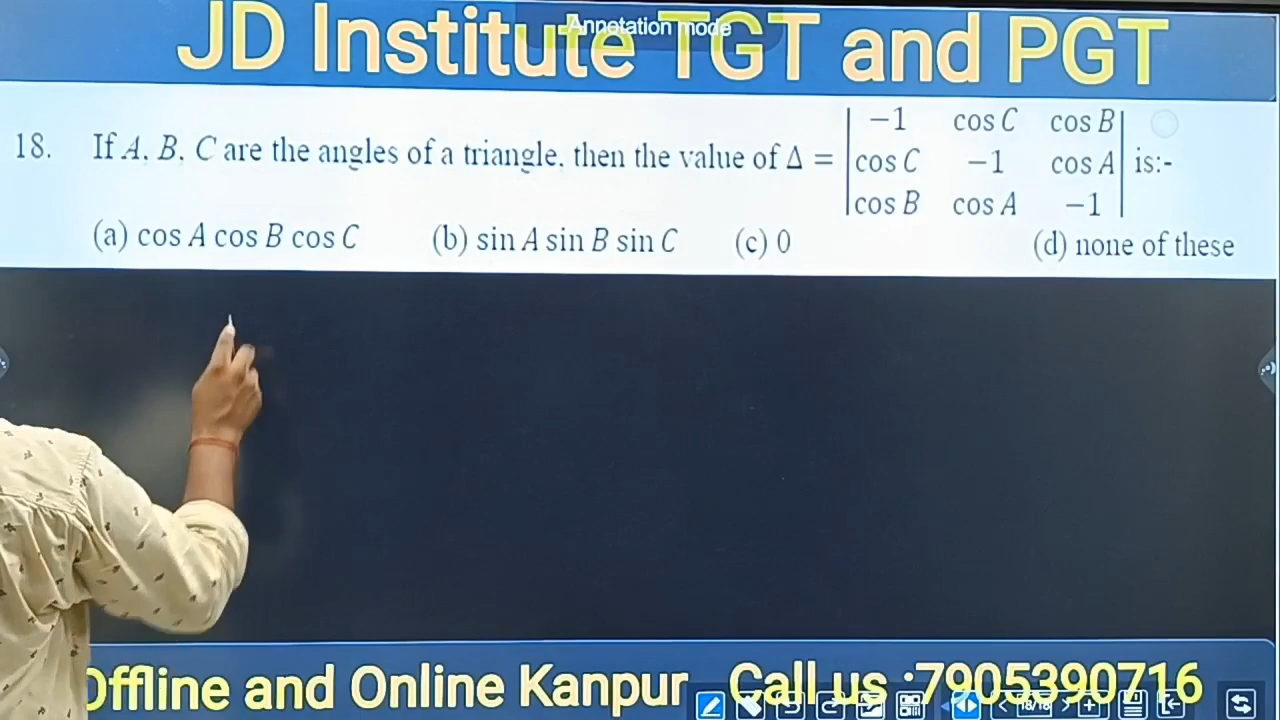 JD Institute TGT and PGT
Annotation mode
18. If A, B, C are the angles of a triangle, then the value of Δ = | −1 cos C cos B | is:-
| cos C −1 cos A |
| cos B cos A −1 |
(a) cos A cos B cos C (b) sin A sin B sin C (c) 0 (d) none of these
Offline and Online Kanpur Call us :7905390716
18/18